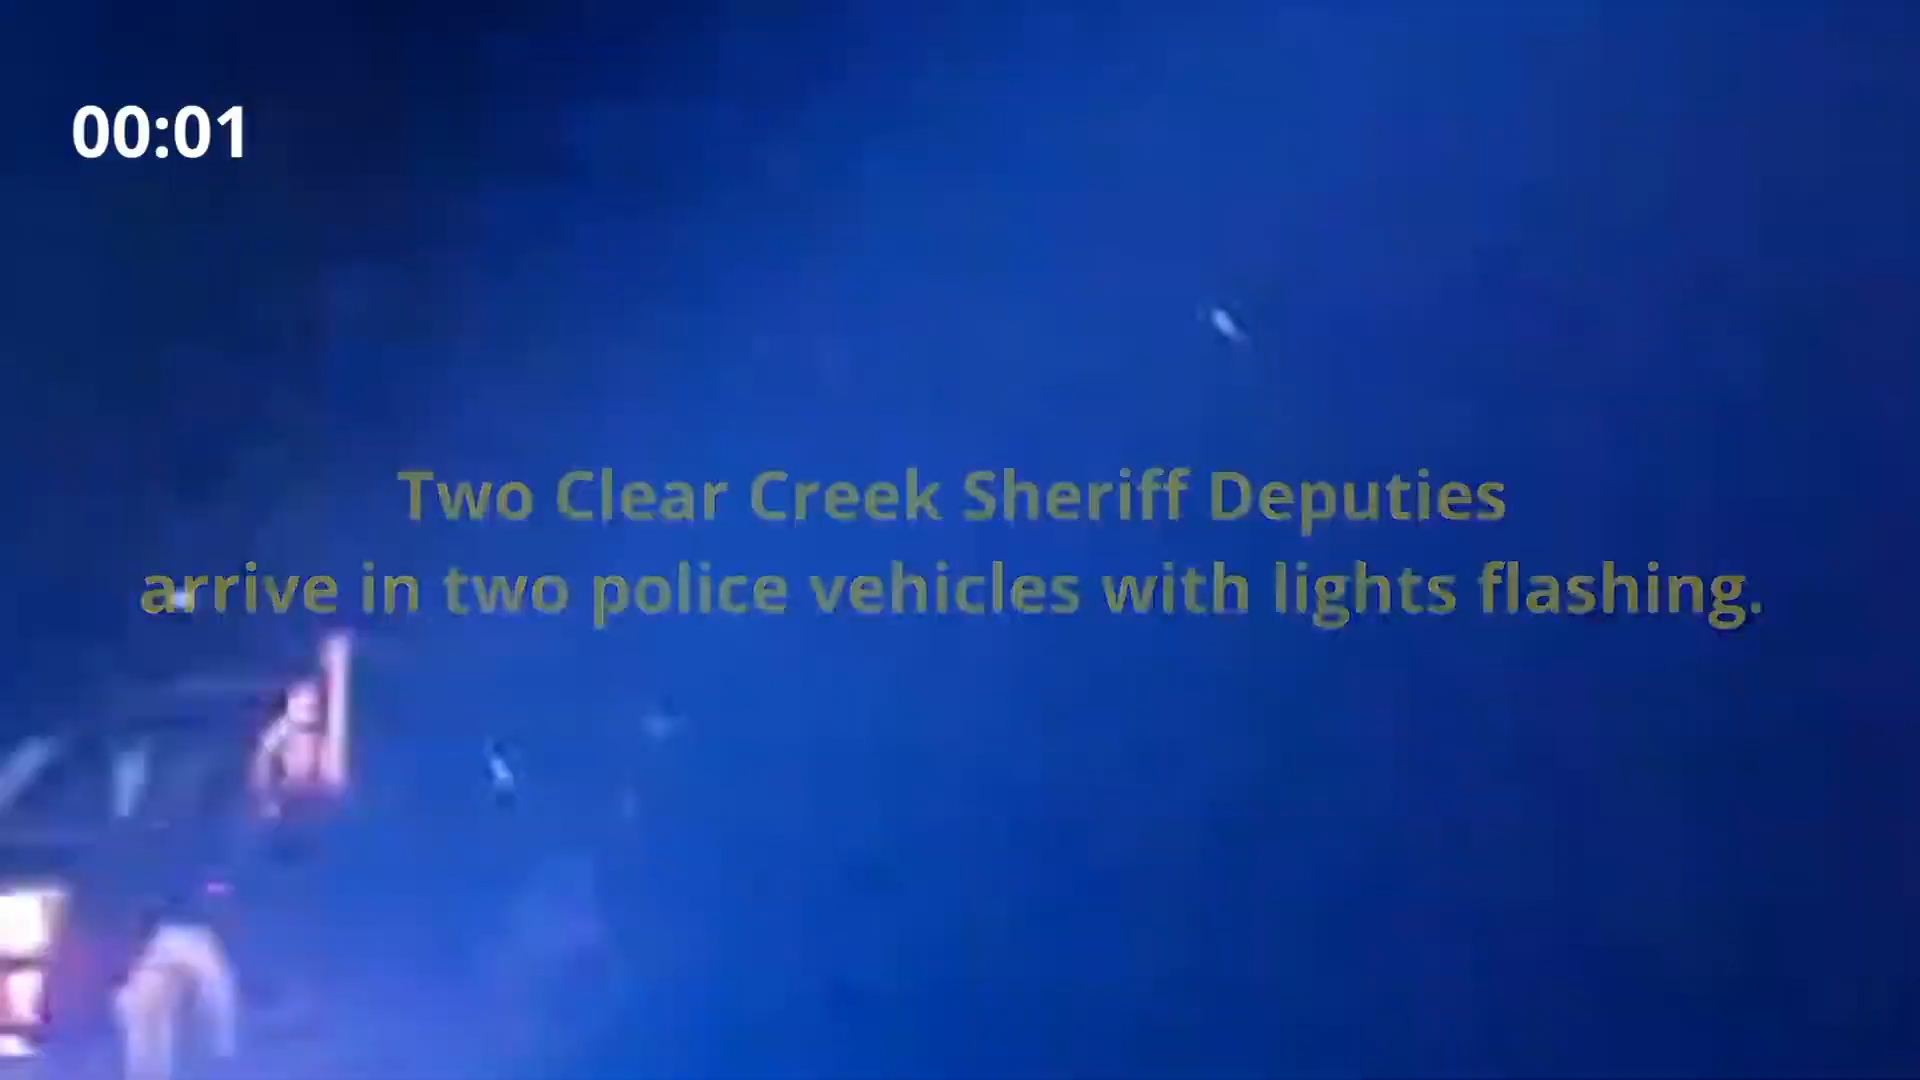 00:01
Two Clear Creek Sheriff Deputies
arrive in two police vehicles with lights flashing.